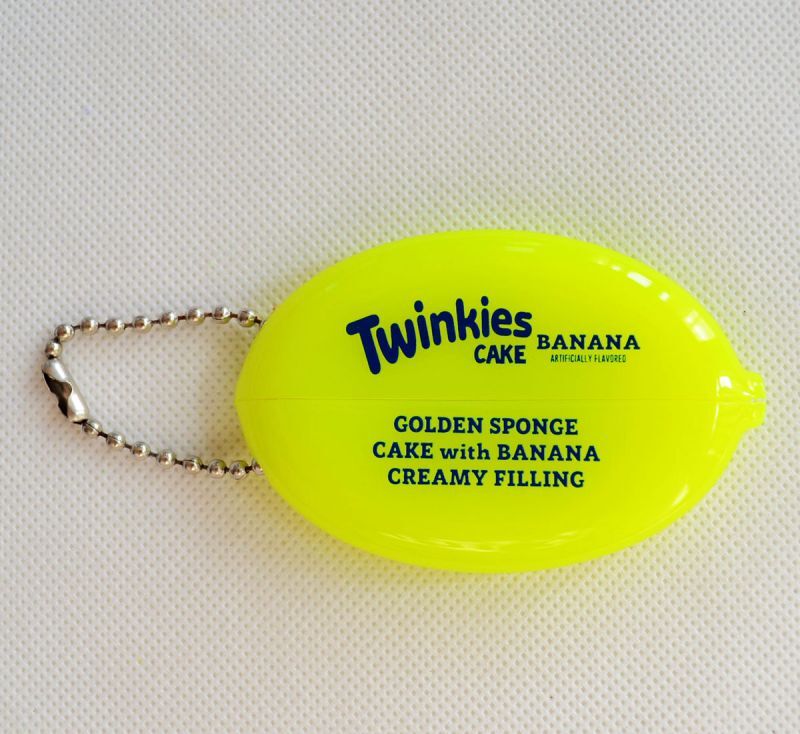 Twinkies
CAKE BANANA
ARTIFICIALLY FLAVORED
GOLDEN SPONGE
CAKE with BANANA
CREAMY FILLING